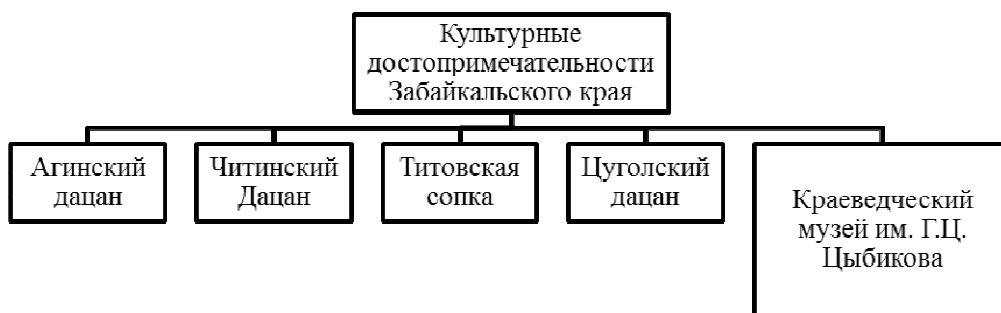 Культурные
достопримечательности
Забайкальского края
Агинский
дацан
Читинский
Дацан
Титовская
сопка
Цуголский
дацан
Краеведческий
музей им. Г.Ц.
Цыбикова